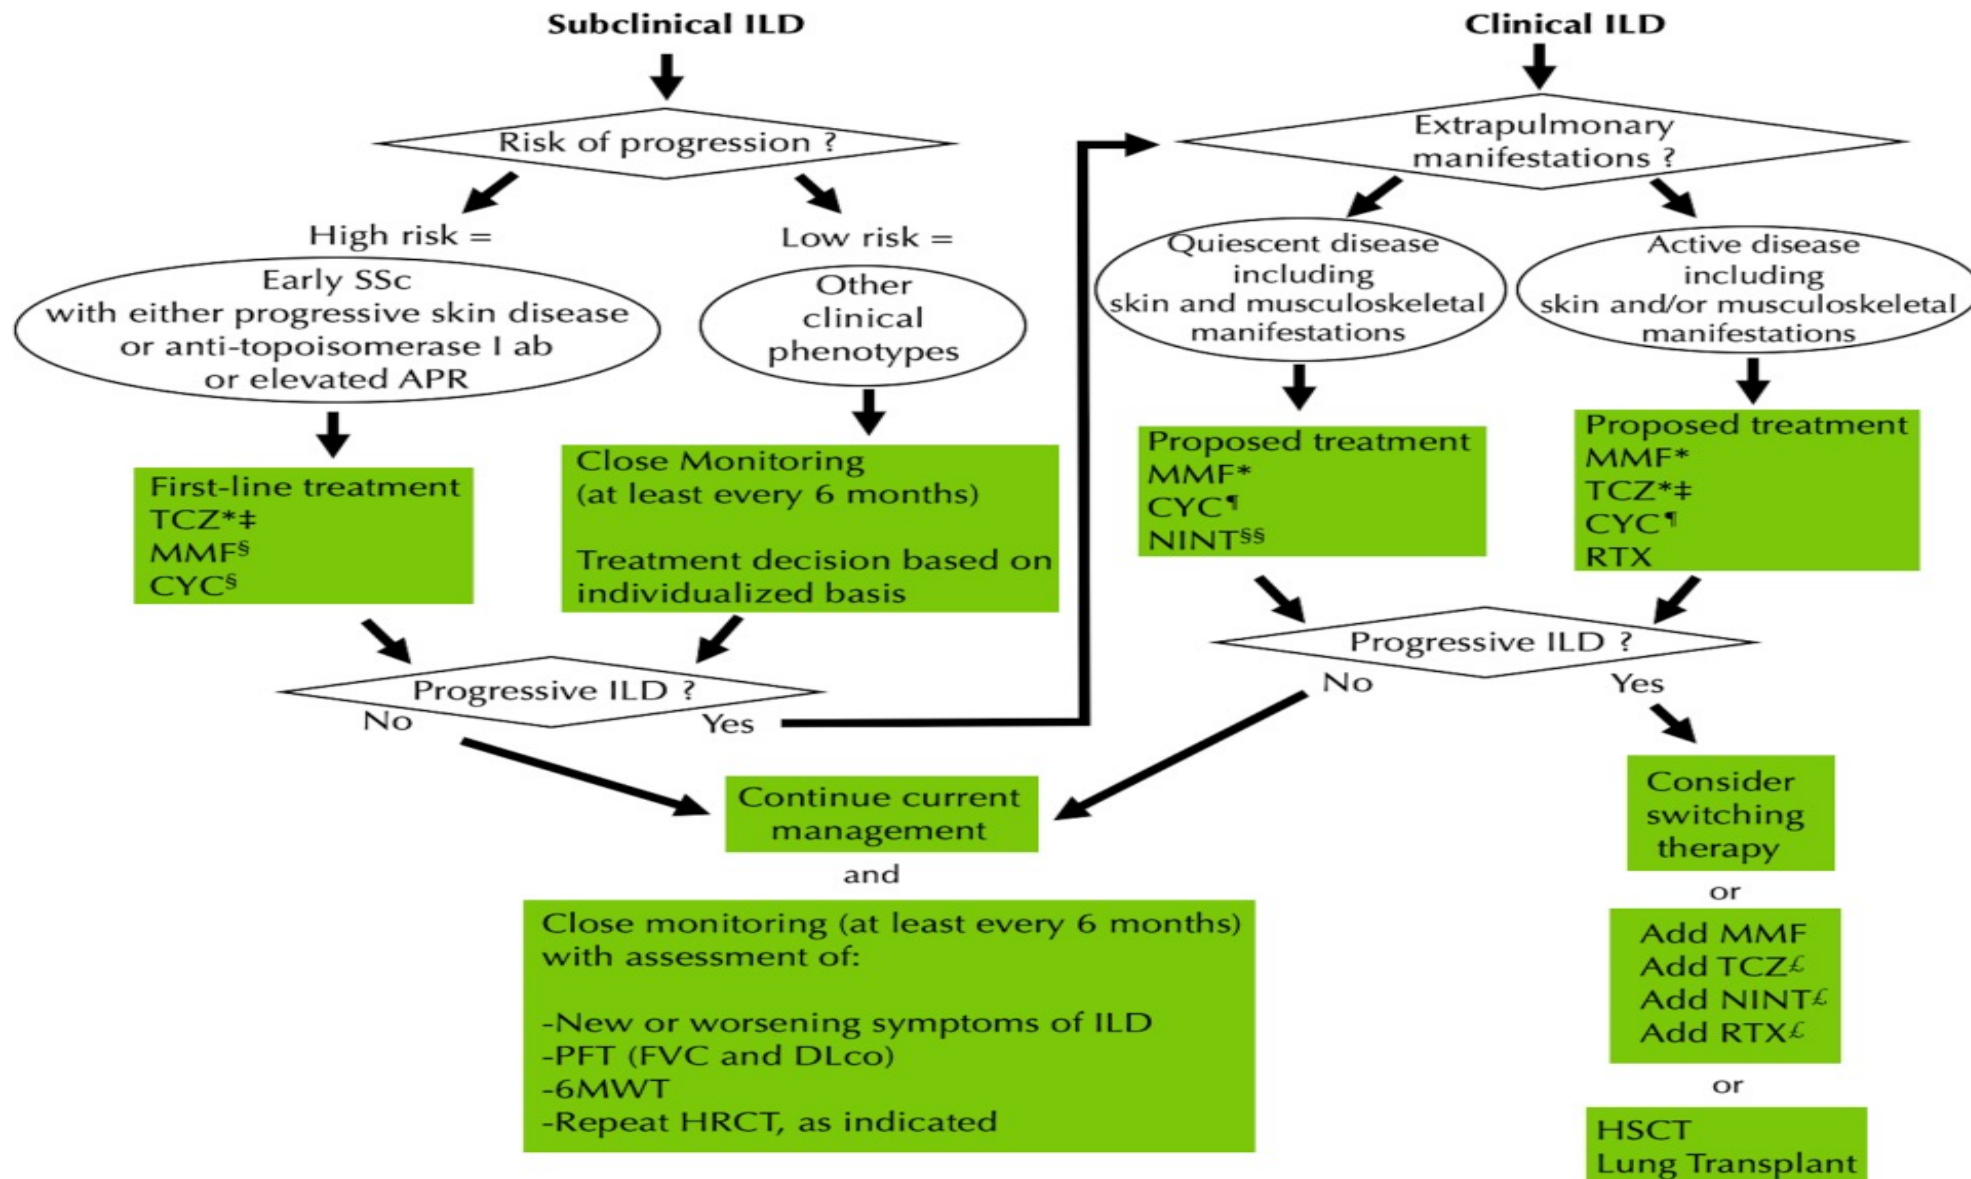 Subclinical ILD
Risk of progression ?
High risk =
Early SSc
with either progressive skin disease
or anti-topoisomerase I ab
or elevated APR
Low risk =
Other
clinical
phenotypes
First-line treatment
TCZ*‡
MMF§
CYC§
Close Monitoring
(at least every 6 months)
Treatment decision based on
individualized basis
Progressive ILD ?
No
Yes
Clinical ILD
Extrapulmonary
manifestations ?
Quiescent disease
including
skin and musculoskeletal
manifestations
Active disease
including
skin and/or musculoskeletal
manifestations
Proposed treatment
MMF*
CYC¶
NINT§§
Proposed treatment
MMF*
TCZ*‡
CYC¶
RTX
Progressive ILD ?
No
Yes
Continue current
management
and
Close monitoring (at least every 6 months)
with assessment of:
-New or worsening symptoms of ILD
-PFT (FVC and DLco)
-6MWT
-Repeat HRCT, as indicated
Consider
switching
therapy
or
Add MMF
Add TCZ£
Add NINT£
Add RTX£
or
HSCT
Lung Transplant